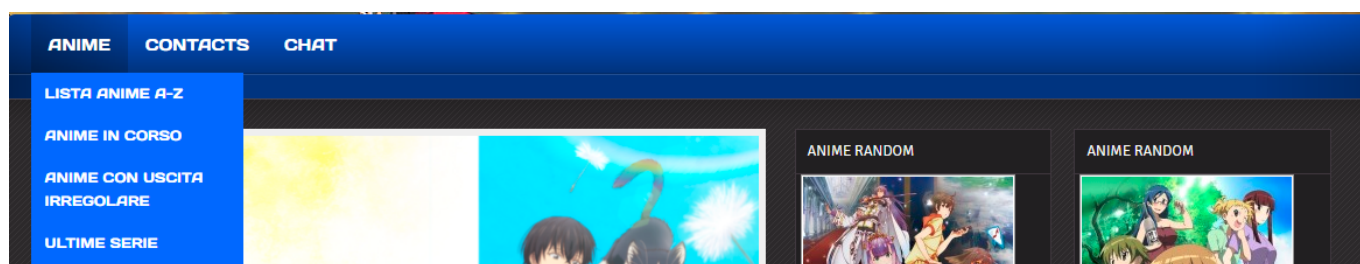 ANIME CONTACTS CHAT
LISTA ANIME A-Z
ANIME IN CORSO
ANIME CON USCITA
IRREGOLARE
ULTIME SERIE
ANIME RANDOM
ANIME RANDOM